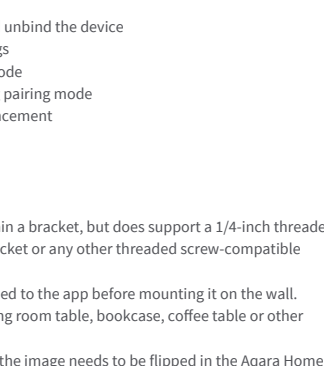 unbind the device
gs
ode
pairing mode
acement
in a bracket, but does support a 1/4-inch threade
cket or any other threaded screw-compatible
ed to the app before mounting it on the wall.
ng room table, bookcase, coffee table or other
the image needs to be flipped in the Aqara Home